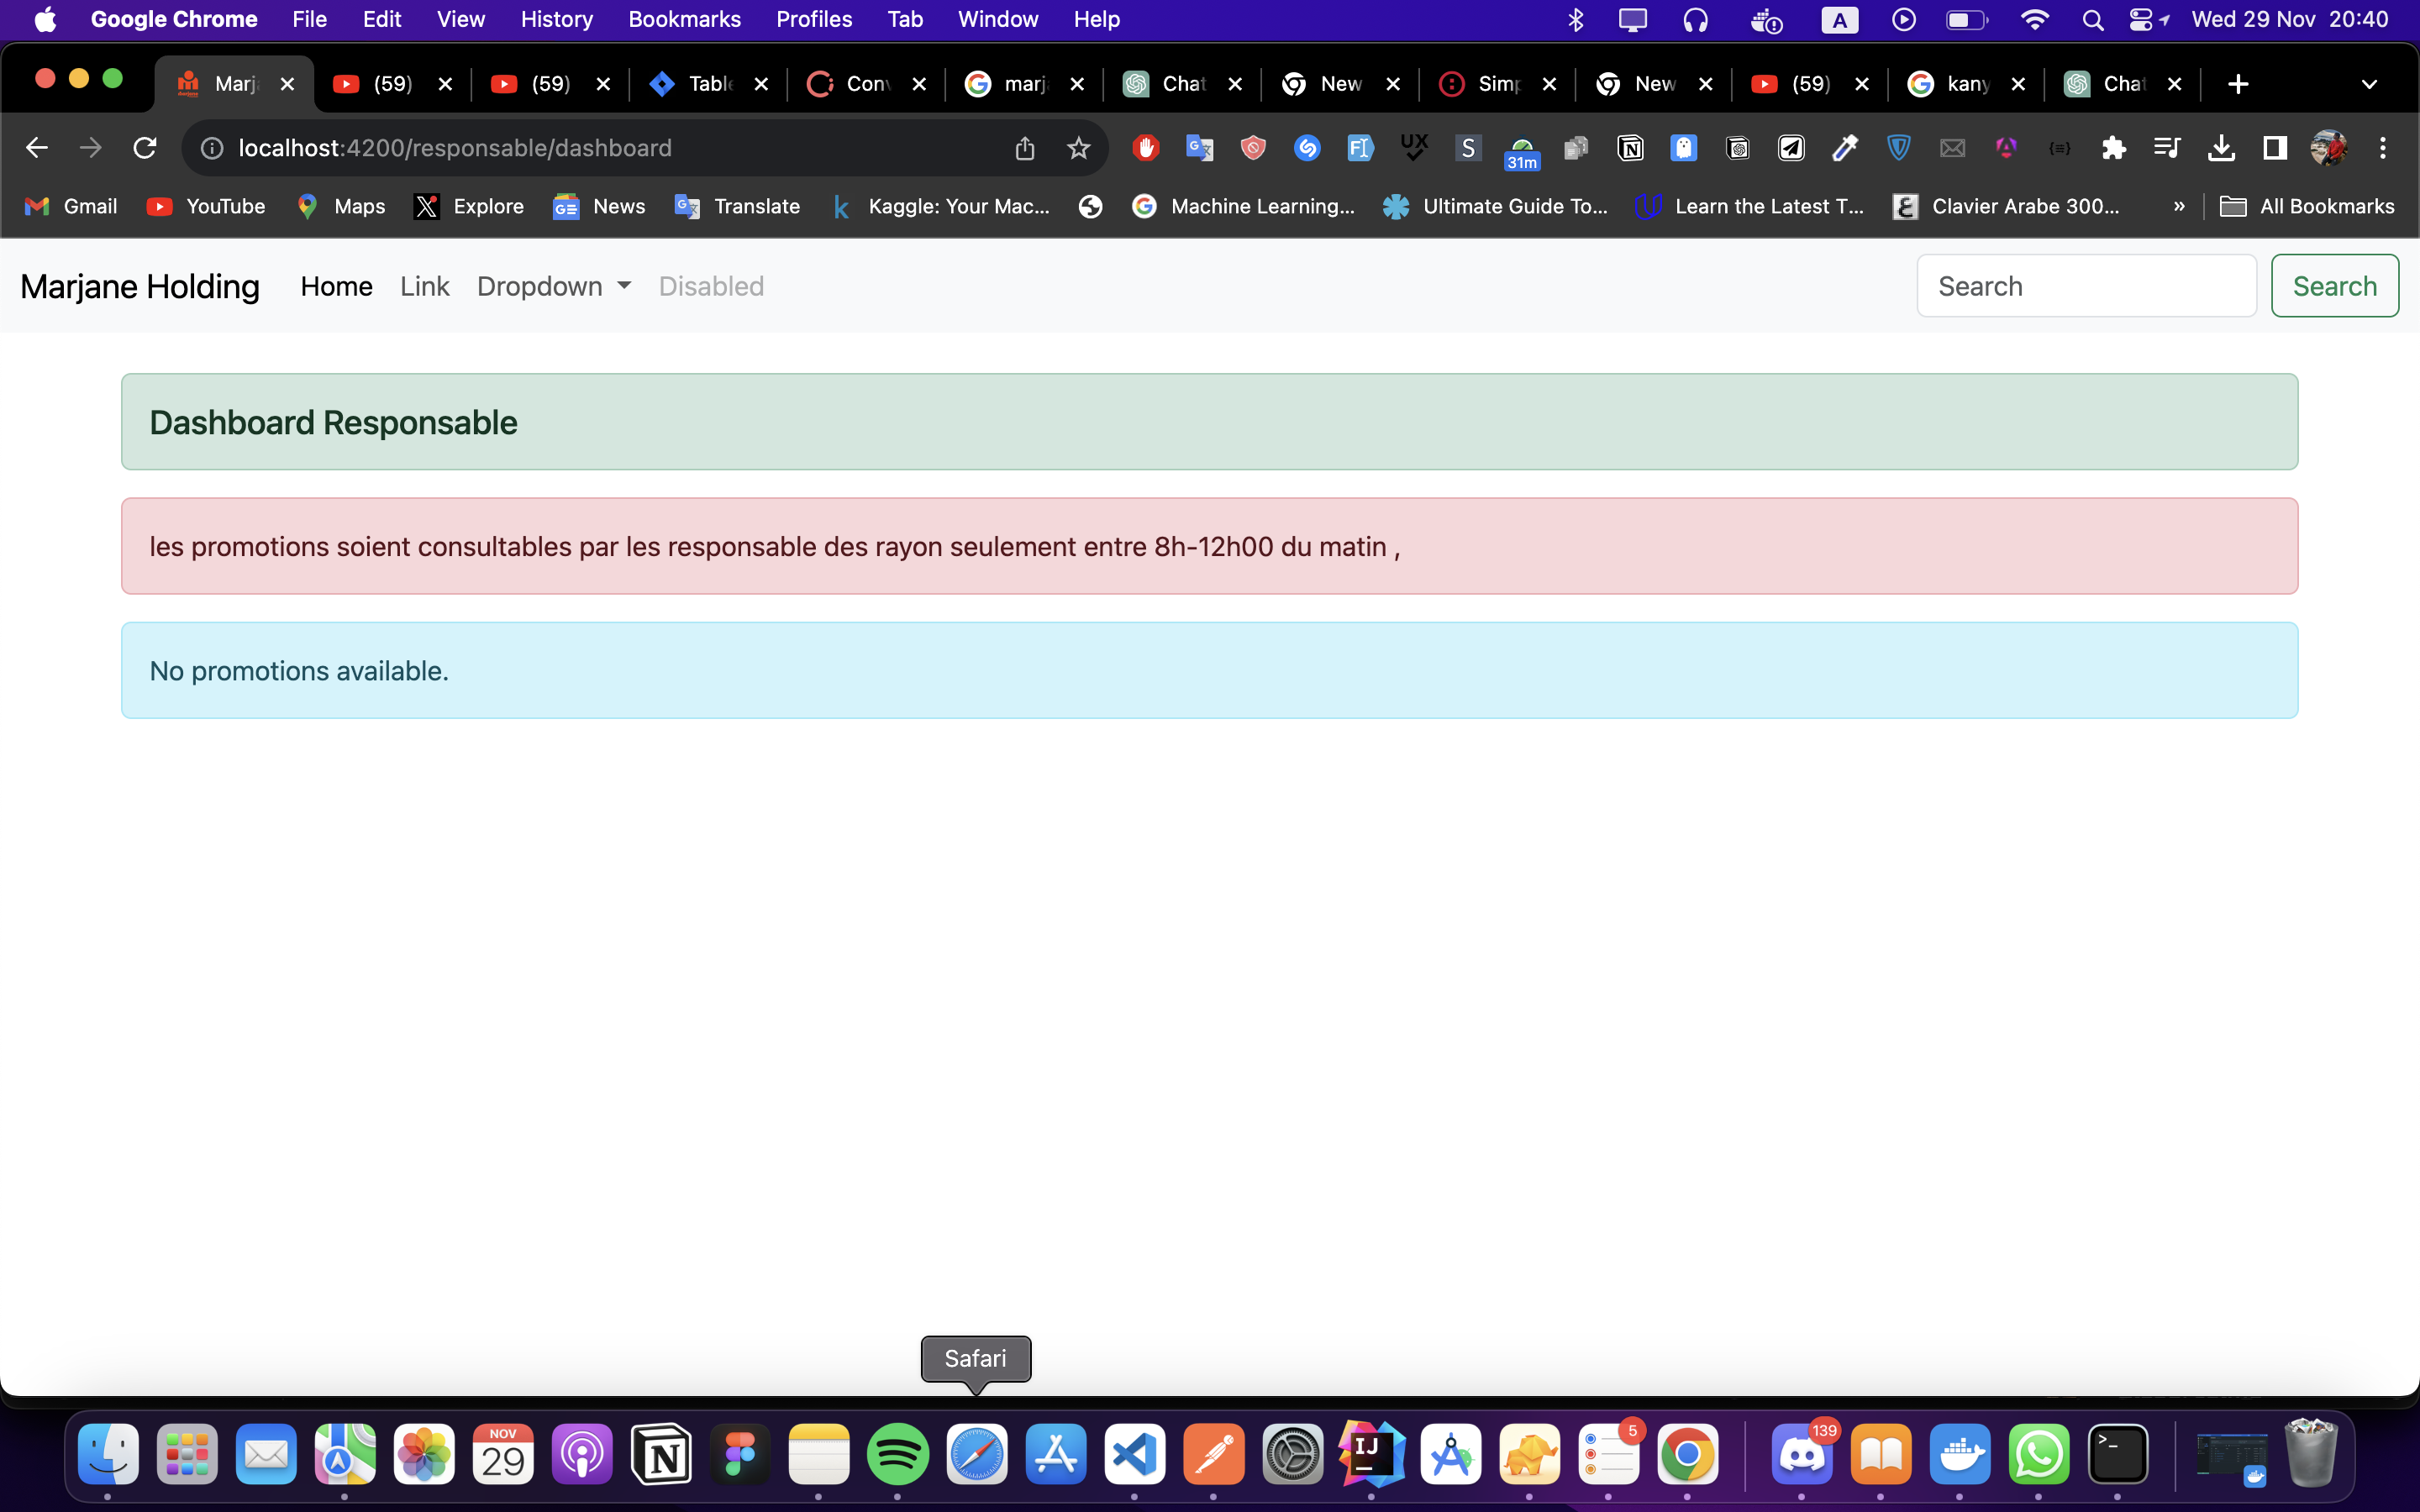 Google Chrome File Edit View History Bookmarks Profiles Tab Window Help A Wed 29 Nov 20:40
Marj (59) (59) Table Conv marj Chat New Simp New (59) kany Chat
localhost:4200/responsable/dashboard UX S 31m
Gmail YouTube Maps Explore News Translate Kaggle: Your Mac... Machine Learning... Ultimate Guide To... Learn the Latest T... Clavier Arabe 300... » All Bookmarks
Marjane Holding Home Link Dropdown Disabled Search Search
Dashboard Responsable
les promotions soient consultables par les responsable des rayon seulement entre 8h-12h00 du matin ,
No promotions available.
Safari
NOV
29
IJ
5
139